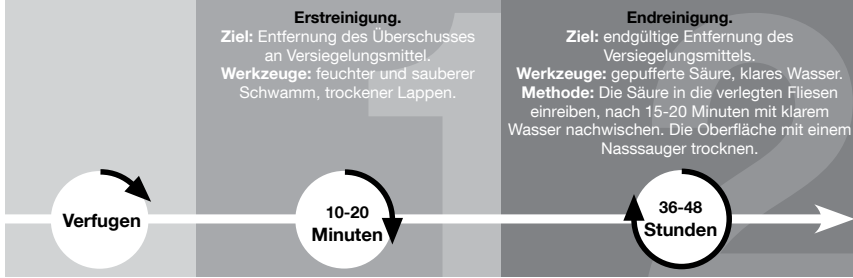 Erstreinigung.
Ziel: Entfernung des Überschusses
an Versiegelungsmittel.
Werkzeuge: feuchter und sauberer
Schwamm, trockener Lappen.
Endreinigung.
Ziel: endgültige Entfernung des
Versiegelungsmittels.
Werkzeuge: gepufferte Säure, klares Wasser.
Methode: Die Säure in die verlegten Fliesen
einreiben, nach 15-20 Minuten mit klarem
Wasser nachwischen. Die Oberfläche mit einem
Nasssauger trocknen.
1
2
Verfugen
10-20
Minuten
36-48
Stunden